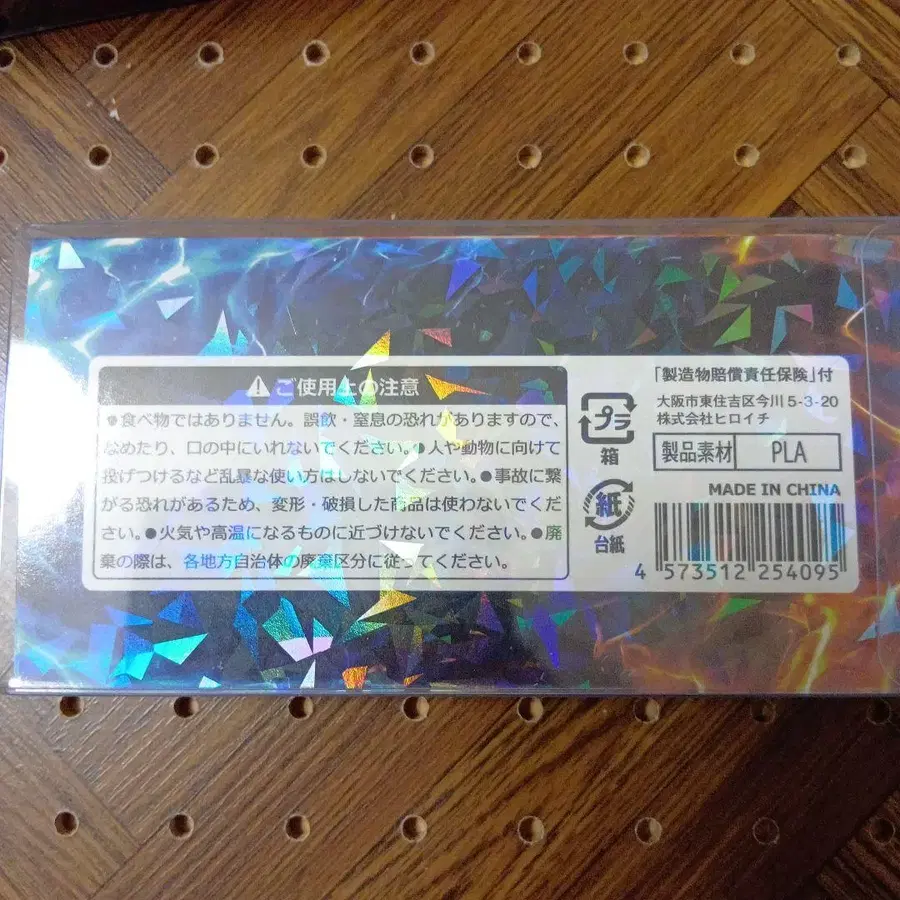 ⚠ご使用上の注意
●食べ物ではありません。誤飲・窒息の恐れがありますので、
なめたり、口の中にいれないでください。●人や動物に向けて
投げつけるなど乱暴な使い方はしないでください。●事故に繋
がる恐れがあるため、変形・破損した商品は使わないでくだ
さい。●火気や高温になるものに近づけないでください。●廃
棄の際は、各地方自治体の廃棄区分に従ってください。
プラ
箱
紙
台紙
「製造物賠償責任保険」付
大阪市東住吉区今川5-3-20
株式会社ヒロイチ
製品素材 PLA
MADE IN CHINA
4 573512 254095